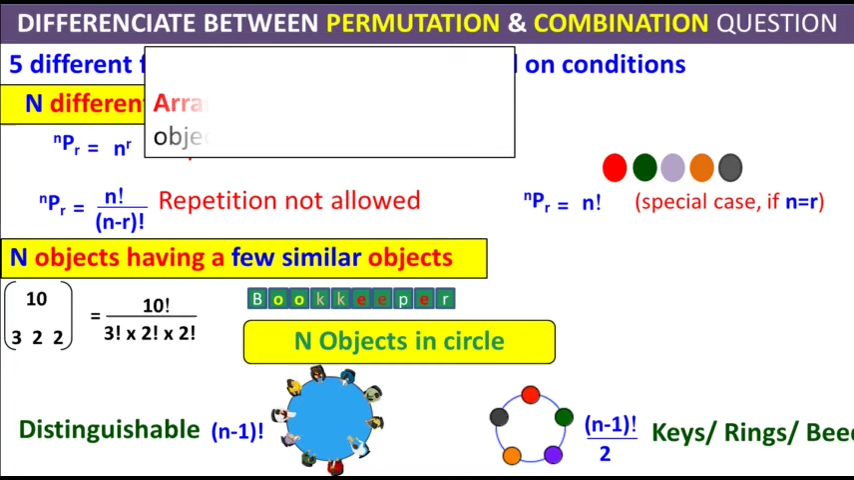 DIFFERENCIATE BETWEEN PERMUTATION & COMBINATION QUESTION
5 different on conditions
N different
Arra
obje
ⁿPᵣ = nʳ
ⁿPᵣ = n!/(n-r)! Repetition not allowed
ⁿPᵣ = n! (special case, if n=r)
N objects having a few similar objects
10
3 2 2
= 10!/3! x 2! x 2!
Bookkeeper
N Objects in circle
Distinguishable (n-1)!
(n-1)!/2 Keys/ Rings/ Bee